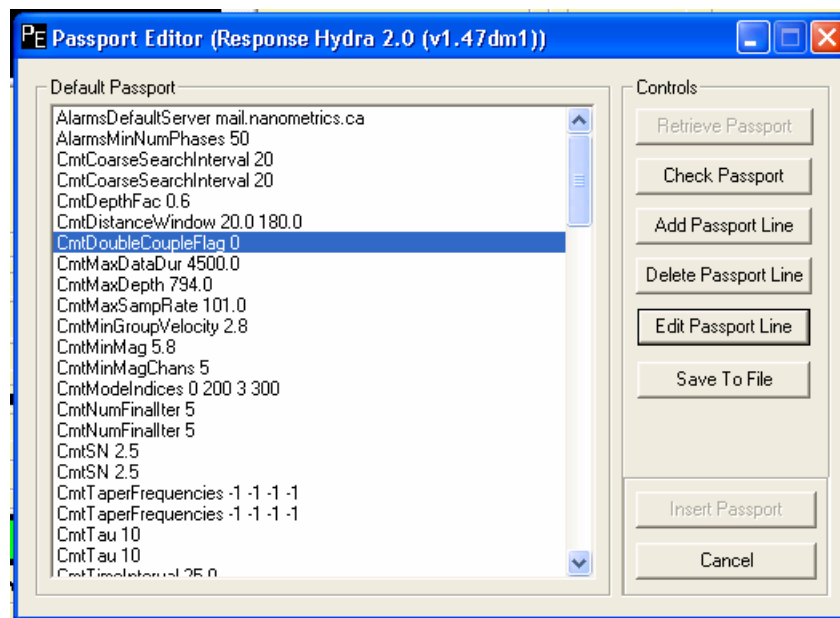 PE Passport Editor (Response Hydra 2.0 (v1.47dm1))
Default Passport
AlarmsDefaultServer mail.nanometrics.ca
AlarmsMinNumPhases 50
CmtCoarseSearchInterval 20
CmtCoarseSearchInterval 20
CmtDepthFac 0.6
CmtDistanceWindow 20.0 180.0
CmtDoubleCoupleFlag 0
CmtMaxDataDur 4500.0
CmtMaxDepth 794.0
CmtMaxSampRate 101.0
CmtMinGroupVelocity 2.8
CmtMinMag 5.8
CmtMinMagChans 5
CmtModeIndices 0 200 3 300
CmtNumFinalIter 5
CmtNumFinalIter 5
CmtSN 2.5
CmtSN 2.5
CmtTaperFrequencies -1 -1 -1 -1
CmtTaperFrequencies -1 -1 -1 -1
CmtTau 10
CmtTau 10
CmtTimeInterval 25.0
Controls
Retrieve Passport
Check Passport
Add Passport Line
Delete Passport Line
Edit Passport Line
Save To File
Insert Passport
Cancel